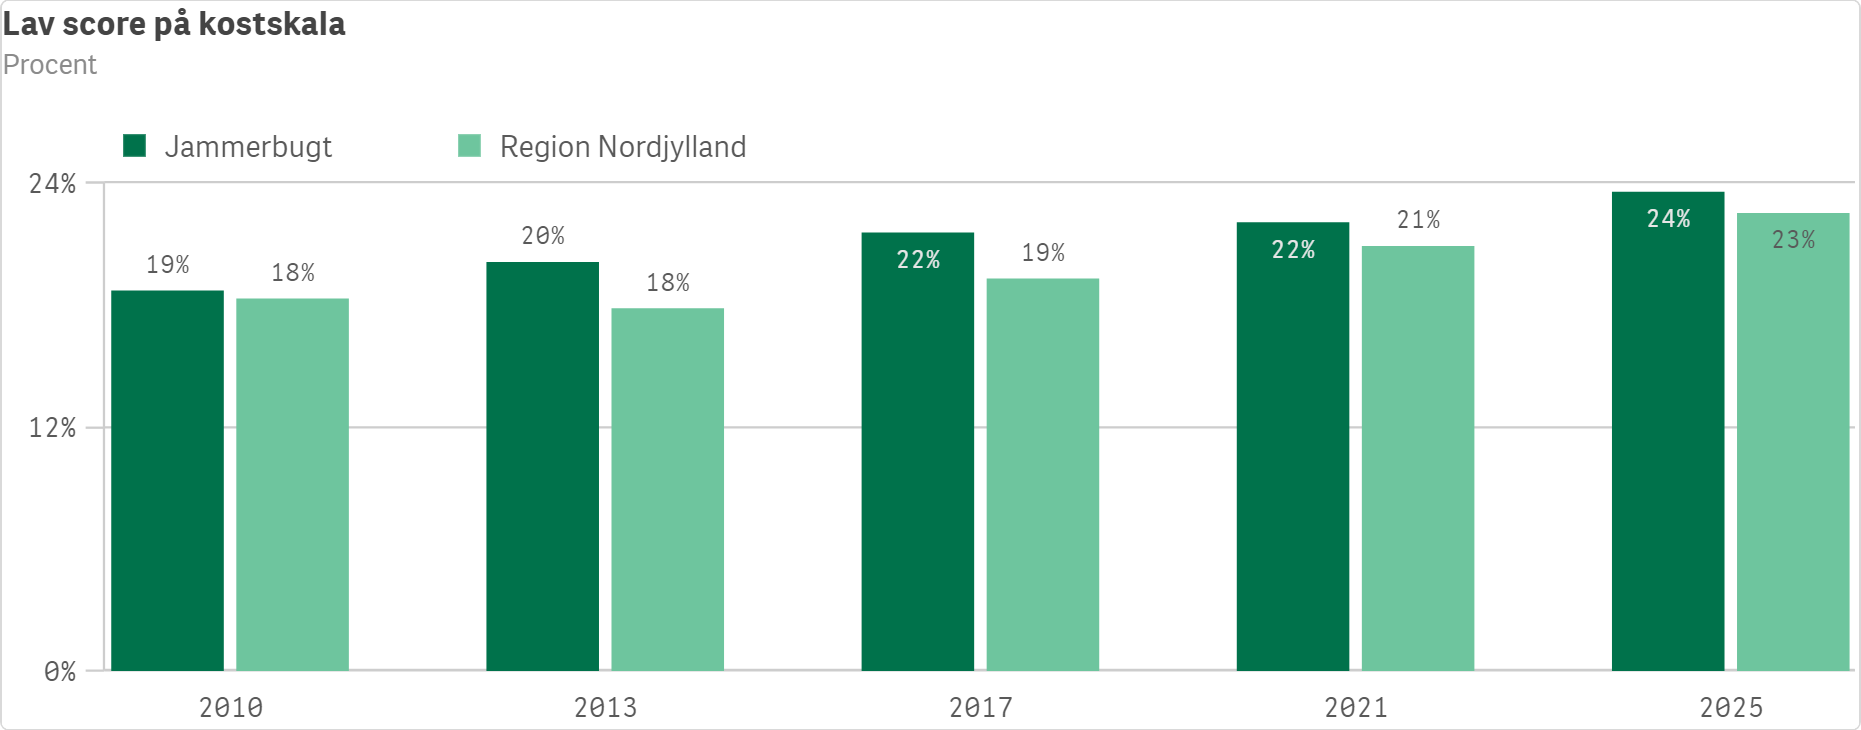 Lav score på kostskala
Procent
Jammerbugt Region Nordjylland
24%
12%
0%
19% 18% 20% 18% 22% 19% 22% 21% 24% 23%
2010 2013 2017 2021 2025